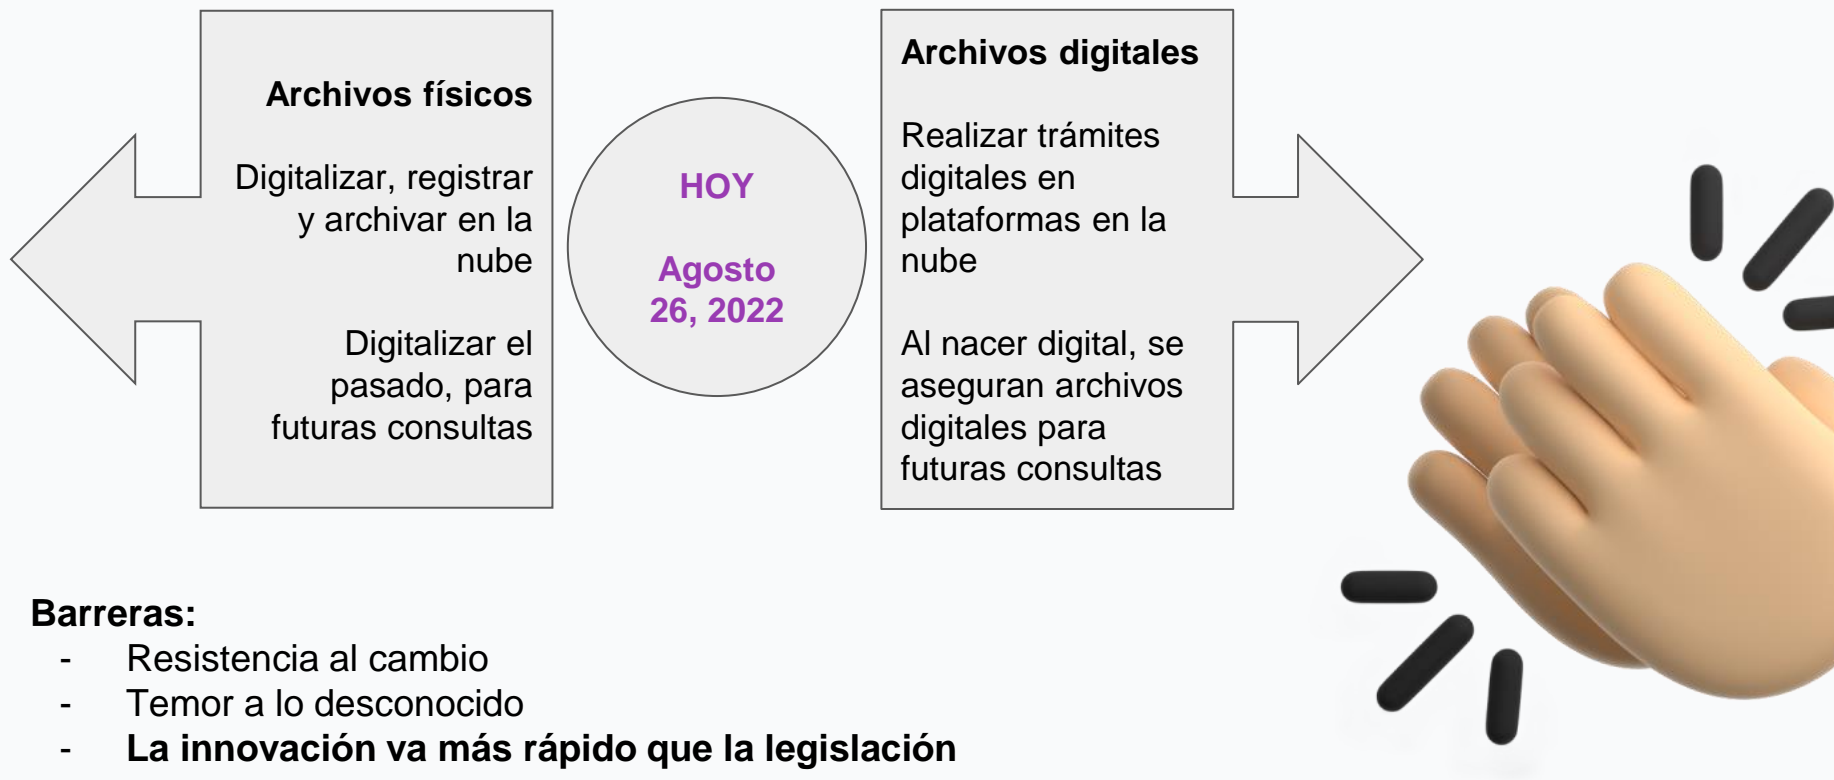 Archivos físicos
Digitalizar, registrar
y archivar en la
nube
Digitalizar el
pasado, para
futuras consultas
HOY
Agosto
26, 2022
Archivos digitales
Realizar trámites
digitales en
plataformas en la
nube
Al nacer digital, se
aseguran archivos
digitales para
futuras consultas
Barreras:
- Resistencia al cambio
- Temor a lo desconocido
- La innovación va más rápido que la legislación